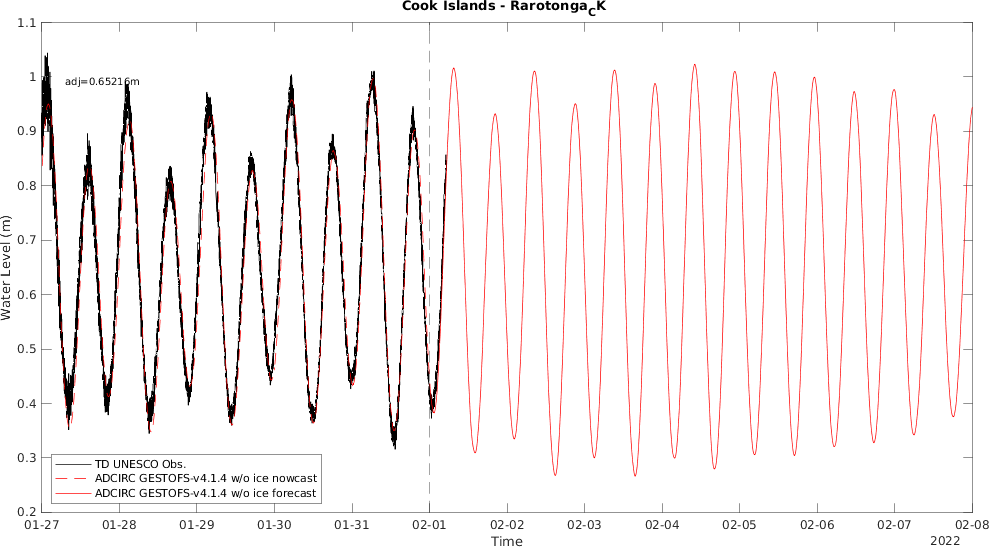 Cook Islands - Rarotonga_CK
adj=0.65216m
Water Level (m)
1.1
1
0.9
0.8
0.7
0.6
0.5
0.4
0.3
0.2
TD UNESCO Obs.
ADCIRC GESTOFS-v4.1.4 w/o ice nowcast
ADCIRC GESTOFS-v4.1.4 w/o ice forecast
01-27 01-28 01-29 01-30 01-31 02-01 02-02 02-03 02-04 02-05 02-06 02-07 02-08
Time
2022